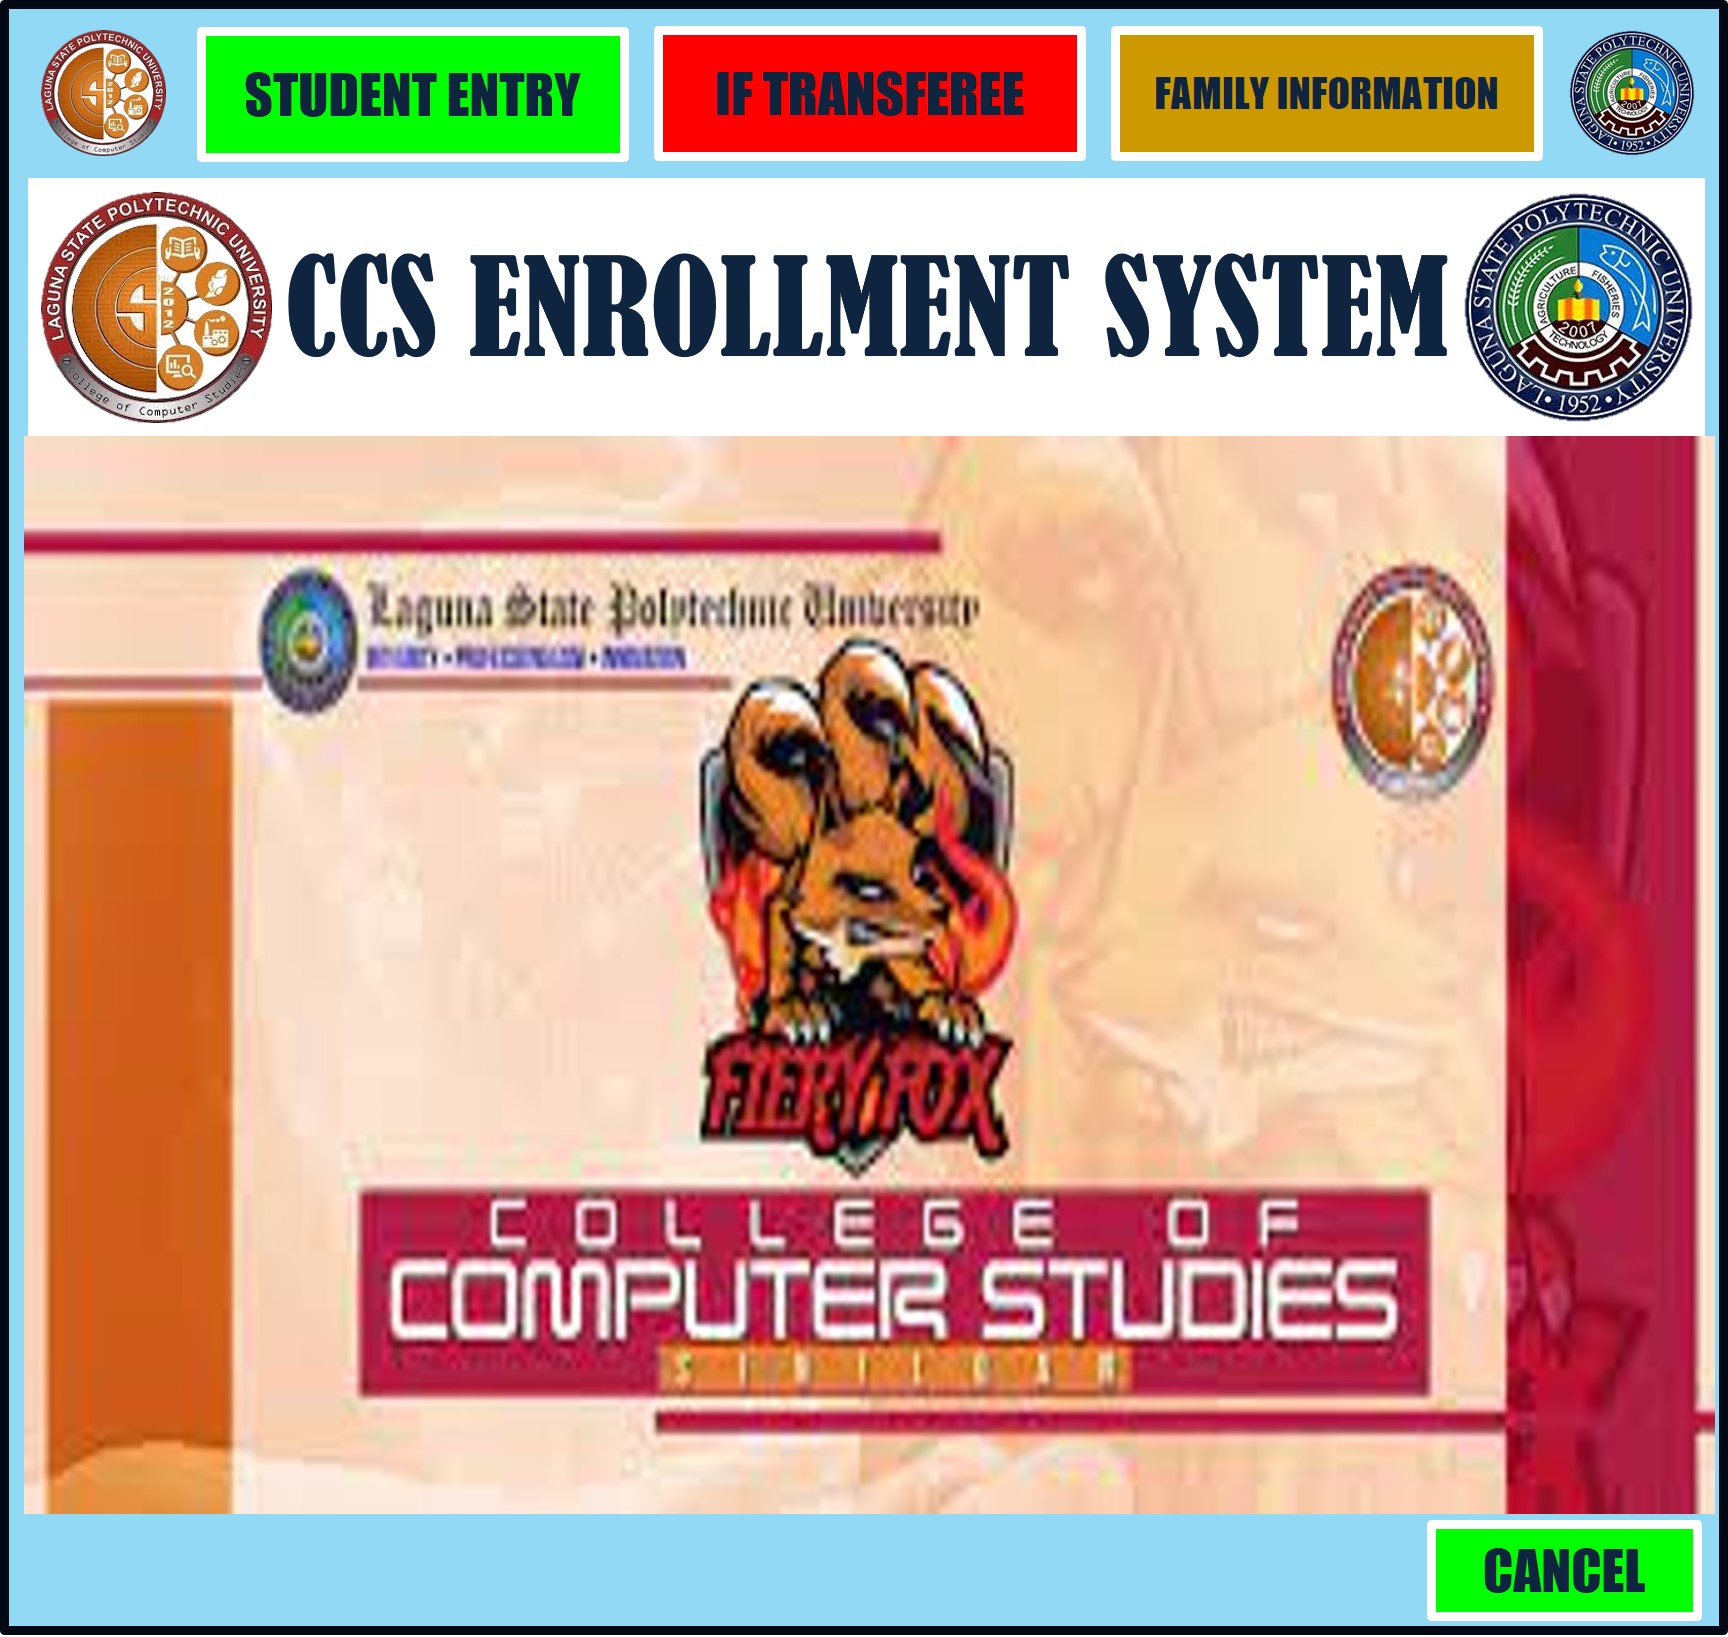 LAGUNA STATE POLYTECHNIC UNIVERSITY
College of Computer Studies
2012
STUDENT ENTRY
IF TRANSFEREE
FAMILY INFORMATION
LAGUNA STATE POLYTECHNIC UNIVERSITY
AGRICULTURE
FISHERIES
2007
TECHNOLOGY
1952
LAGUNA STATE POLYTECHNIC UNIVERSITY
2012
College of Computer Studies
CCS ENROLLMENT SYSTEM
LAGUNA STATE POLYTECHNIC UNIVERSITY
AGRICULTURE
FISHERIES
2007
TECHNOLOGY
• 1952 •
Laguna State Polytechnic University
FIERY FOX
COLLEGE OF
COMPUTER STUDIES
CANCEL